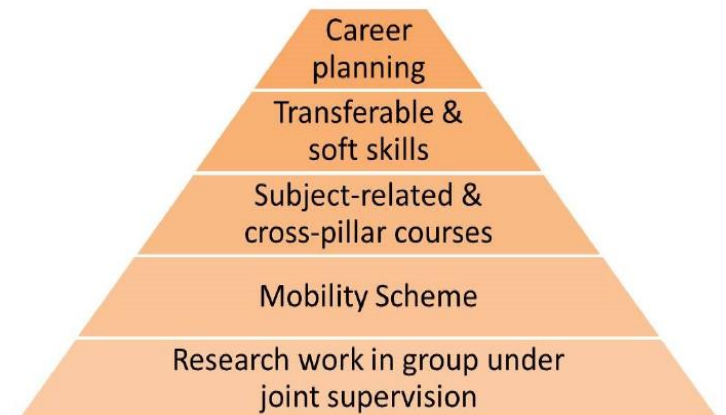 Career
planning
Transferable &
soft skills
Subject-related &
cross-pillar courses
Mobility Scheme
Research work in group under
joint supervision